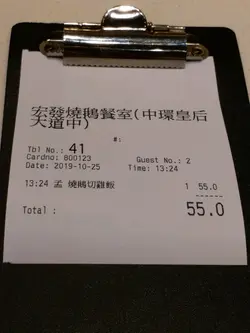 宏發燒鵝餐室(中環皇后
大道中)
#:
Tbl No.: 41
Cardno: 800123
Guest No.: 2
Date: 2019-10-25
Time: 13:24
13:24 孟 燒鵝切雞飯 1 55.0
Total : 55.0